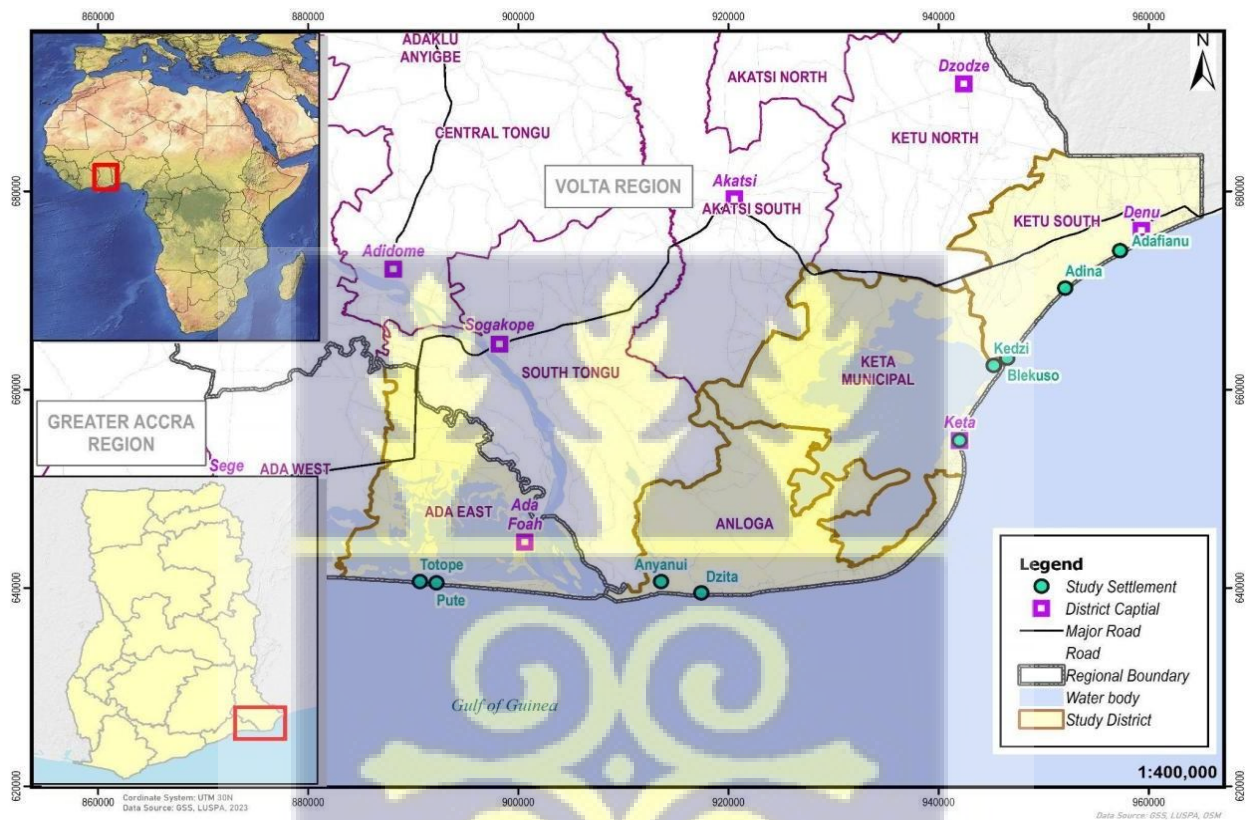 860000
880000
900000
920000
940000
960000
ADAKLU
ANYIGBE
AKATSI NORTH
Dzodze
N
CENTRAL TONGU
KETU NORTH
VOLTA REGION
Akatsi
AKATSI SOUTH
680000
680000
KETU SOUTH
Denu
Adafianu
Adidome
Adina
Sogakope
SOUTH TONGU
KETA
MUNICIPAL
Kedzi
Blekuso
660000
660000
GREATER ACCRA
REGION
Keta
Sege
ADA WEST
ADA EAST
Ada
Foah
ANLOGA
Totope
Pute
Anyanui
Dzita
640000
640000
Legend
Study Settlement
District Captial
Major Road
Road
Regional Boundary
Water body
Study District
Gulf of Guinea
1:400,000
620000
620000
860000
880000
900000
920000
940000
960000
Cordinate System: UTM 30N
Data Source: GSS, LUSPA, 2023
Data Source: GSS, LUSPA, OSM